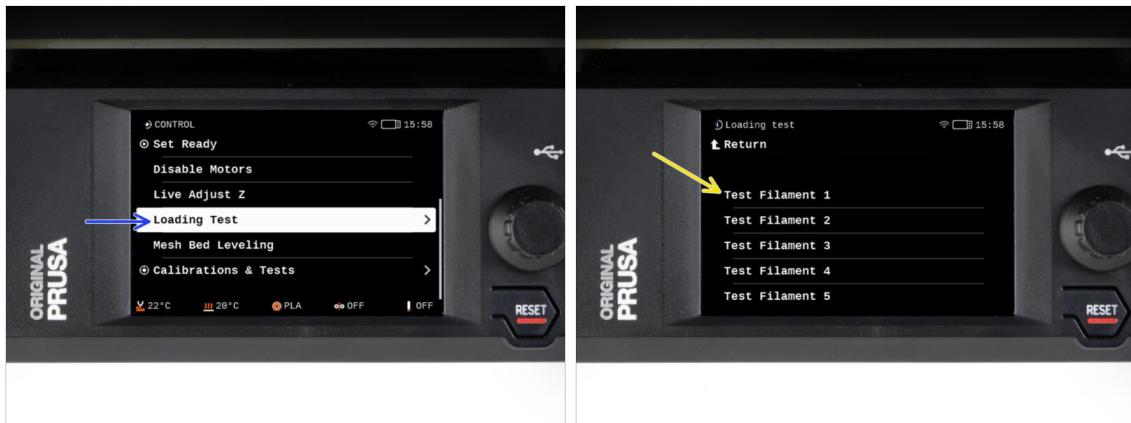 CONTROL 15:58
Set Ready
Disable Motors
Live Adjust Z
Loading Test
Mesh Bed Leveling
Calibrations & Tests
22°C 20°C PLA OFF OFF
ORIGINAL
PRUSA
RESET
Loading test 15:58
Return
Test Filament 1
Test Filament 2
Test Filament 3
Test Filament 4
Test Filament 5
ORIGINAL
PRUSA
RESET